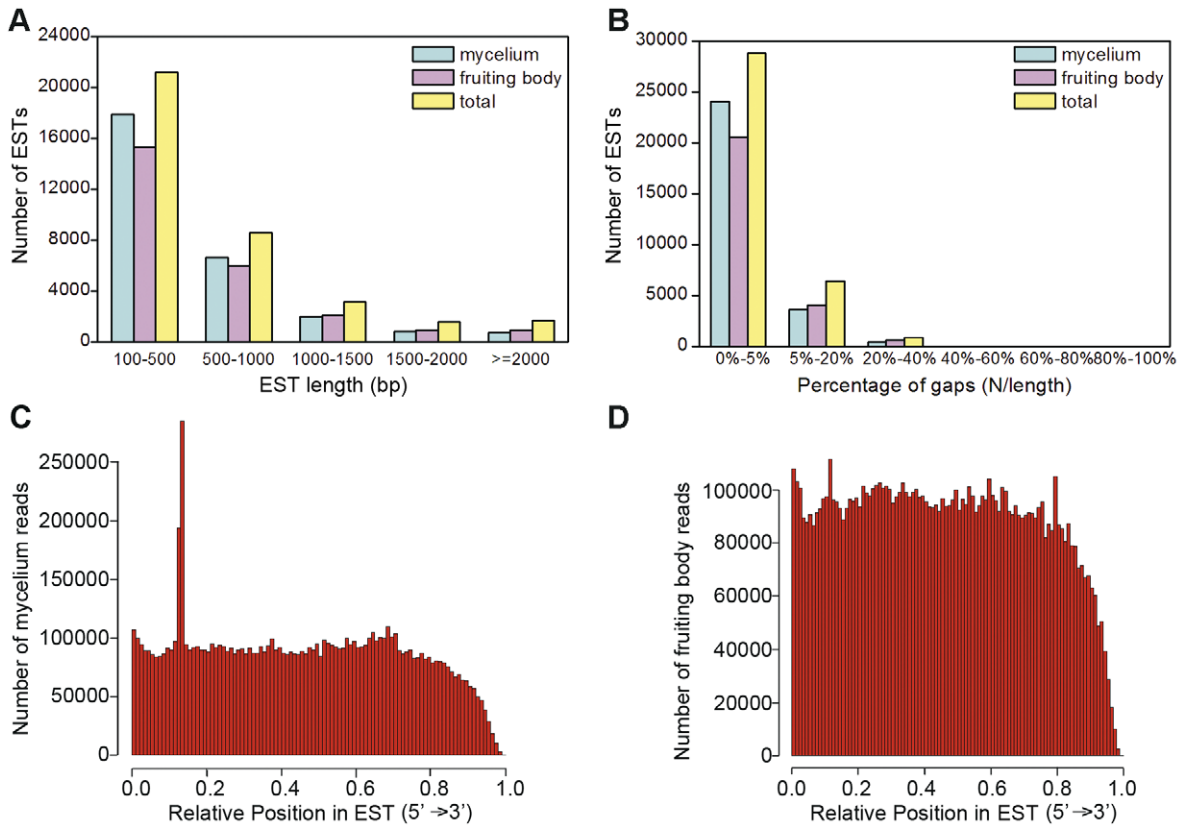 A
24000
20000
16000
12000
8000
4000
0
Number of ESTs
mycelium
fruiting body
total
100-500 500-1000 1000-1500 1500-2000 >=2000
EST length (bp)
B
30000
25000
20000
15000
10000
5000
0
Number of ESTs
mycelium
fruiting body
total
0%-5% 5%-20% 20%-40% 40%-60% 60%-80% 80%-100%
Percentage of gaps (N/length)
C
250000
200000
150000
100000
50000
0
Number of mycelium reads
0.0 0.2 0.4 0.6 0.8 1.0
Relative Position in EST (5' →3')
D
100000
80000
60000
40000
20000
0
Number of fruiting body reads
0.0 0.2 0.4 0.6 0.8 1.0
Relative Position in EST (5' →3')